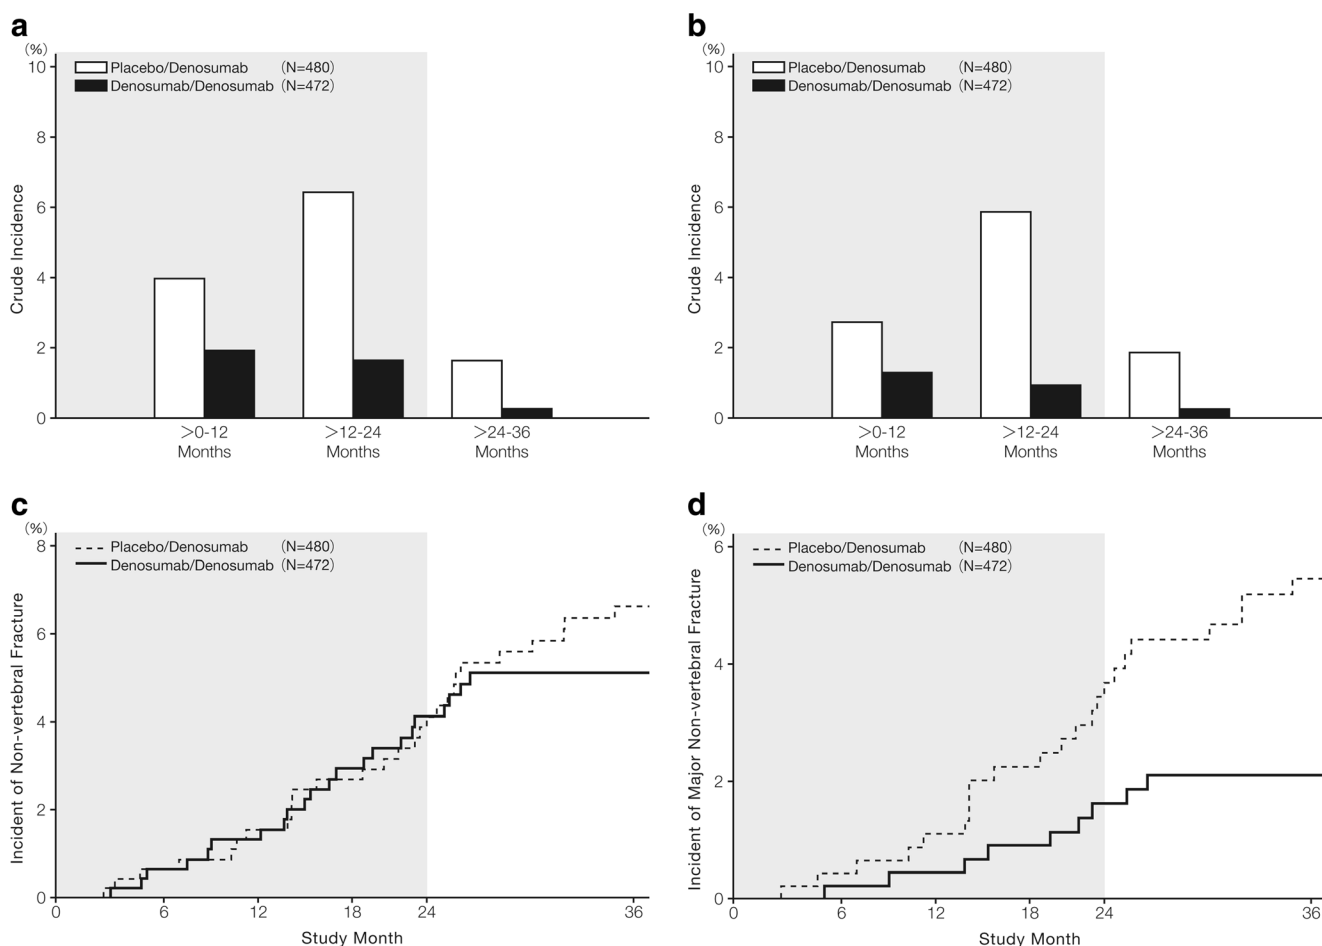 a
(%)
Placebo/Denosumab (N=480)
Denosumab/Denosumab (N=472)
10
8
6
4
2
0
Crude Incidence
>0-12 Months
>12-24 Months
>24-36 Months
b
(%)
Placebo/Denosumab (N=480)
Denosumab/Denosumab (N=472)
10
8
6
4
2
0
Crude Incidence
>0-12 Months
>12-24 Months
>24-36 Months
c
(%)
Placebo/Denosumab (N=480)
Denosumab/Denosumab (N=472)
8
6
4
2
0
Incident of Non-vertebral Fracture
0 6 12 18 24 36
Study Month
d
(%)
Placebo/Denosumab (N=480)
Denosumab/Denosumab (N=472)
6
4
2
0
Incident of Major Non-vertebral Fracture
0 6 12 18 24 36
Study Month